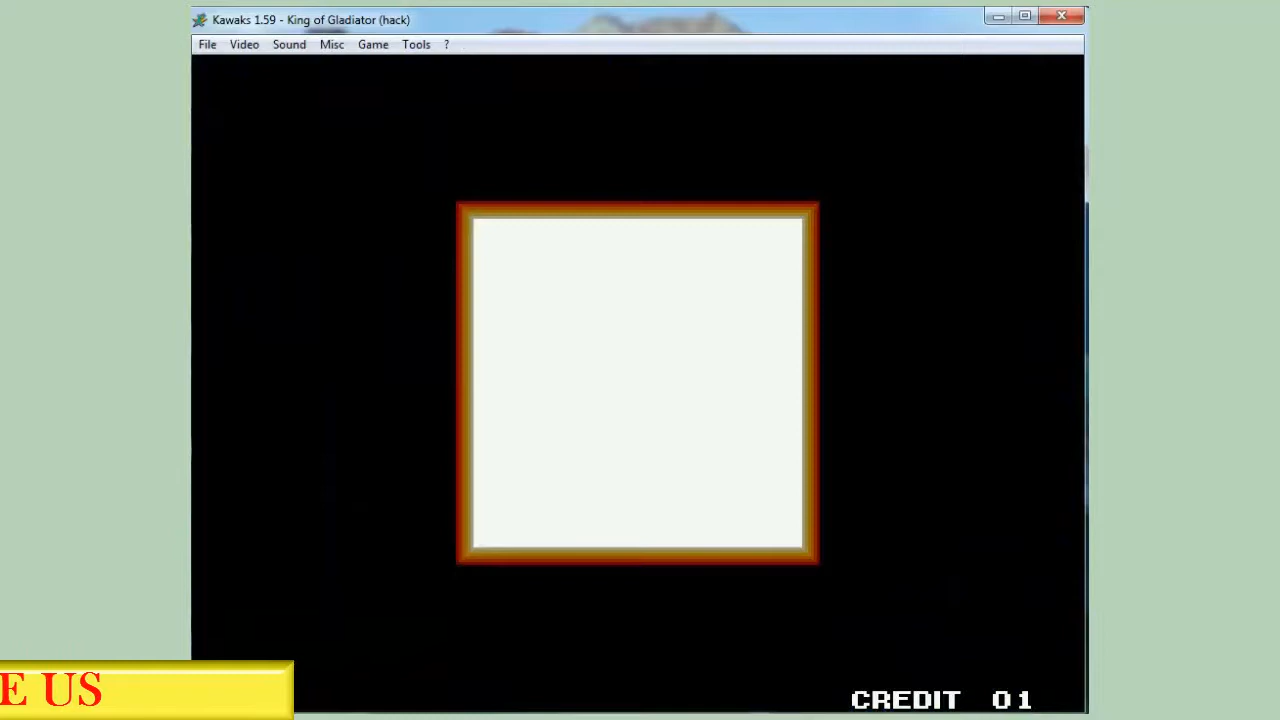 Kawaks 1.59 - King of Gladiator (hack)
File Video Sound Misc Game Tools ?
E US
CREDIT 01